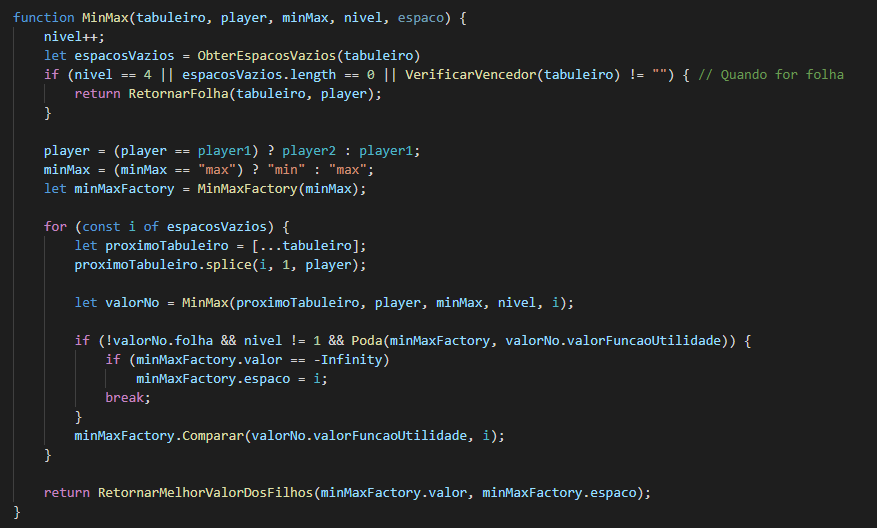 function MinMax(tabuleiro, player, minMax, nivel, espaco) {
    nivel++;
    let espacosVazios = ObterEspacosVazios(tabuleiro)
    if (nivel == 4 || espacosVazios.length == 0 || VerificarVencedor(tabuleiro) != "") { // Quando for folha
        return RetornarFolha(tabuleiro, player);
    }

    player = (player == player1) ? player2 : player1;
    minMax = (minMax == "max") ? "min" : "max";
    let minMaxFactory = MinMaxFactory(minMax);

    for (const i of espacosVazios) {
        let proximoTabuleiro = [...tabuleiro];
        proximoTabuleiro.splice(i, 1, player);

        let valorNo = MinMax(proximoTabuleiro, player, minMax, nivel, i);

        if (!valorNo.folha && nivel != 1 && Poda(minMaxFactory, valorNo.valorFuncaoUtilidade)) {
            if (minMaxFactory.valor == -Infinity)
                minMaxFactory.espaco = i;
            break;
        }
        minMaxFactory.Comparar(valorNo.valorFuncaoUtilidade, i);
    }

    return RetornarMelhorValorDosFilhos(minMaxFactory.valor, minMaxFactory.espaco);
}